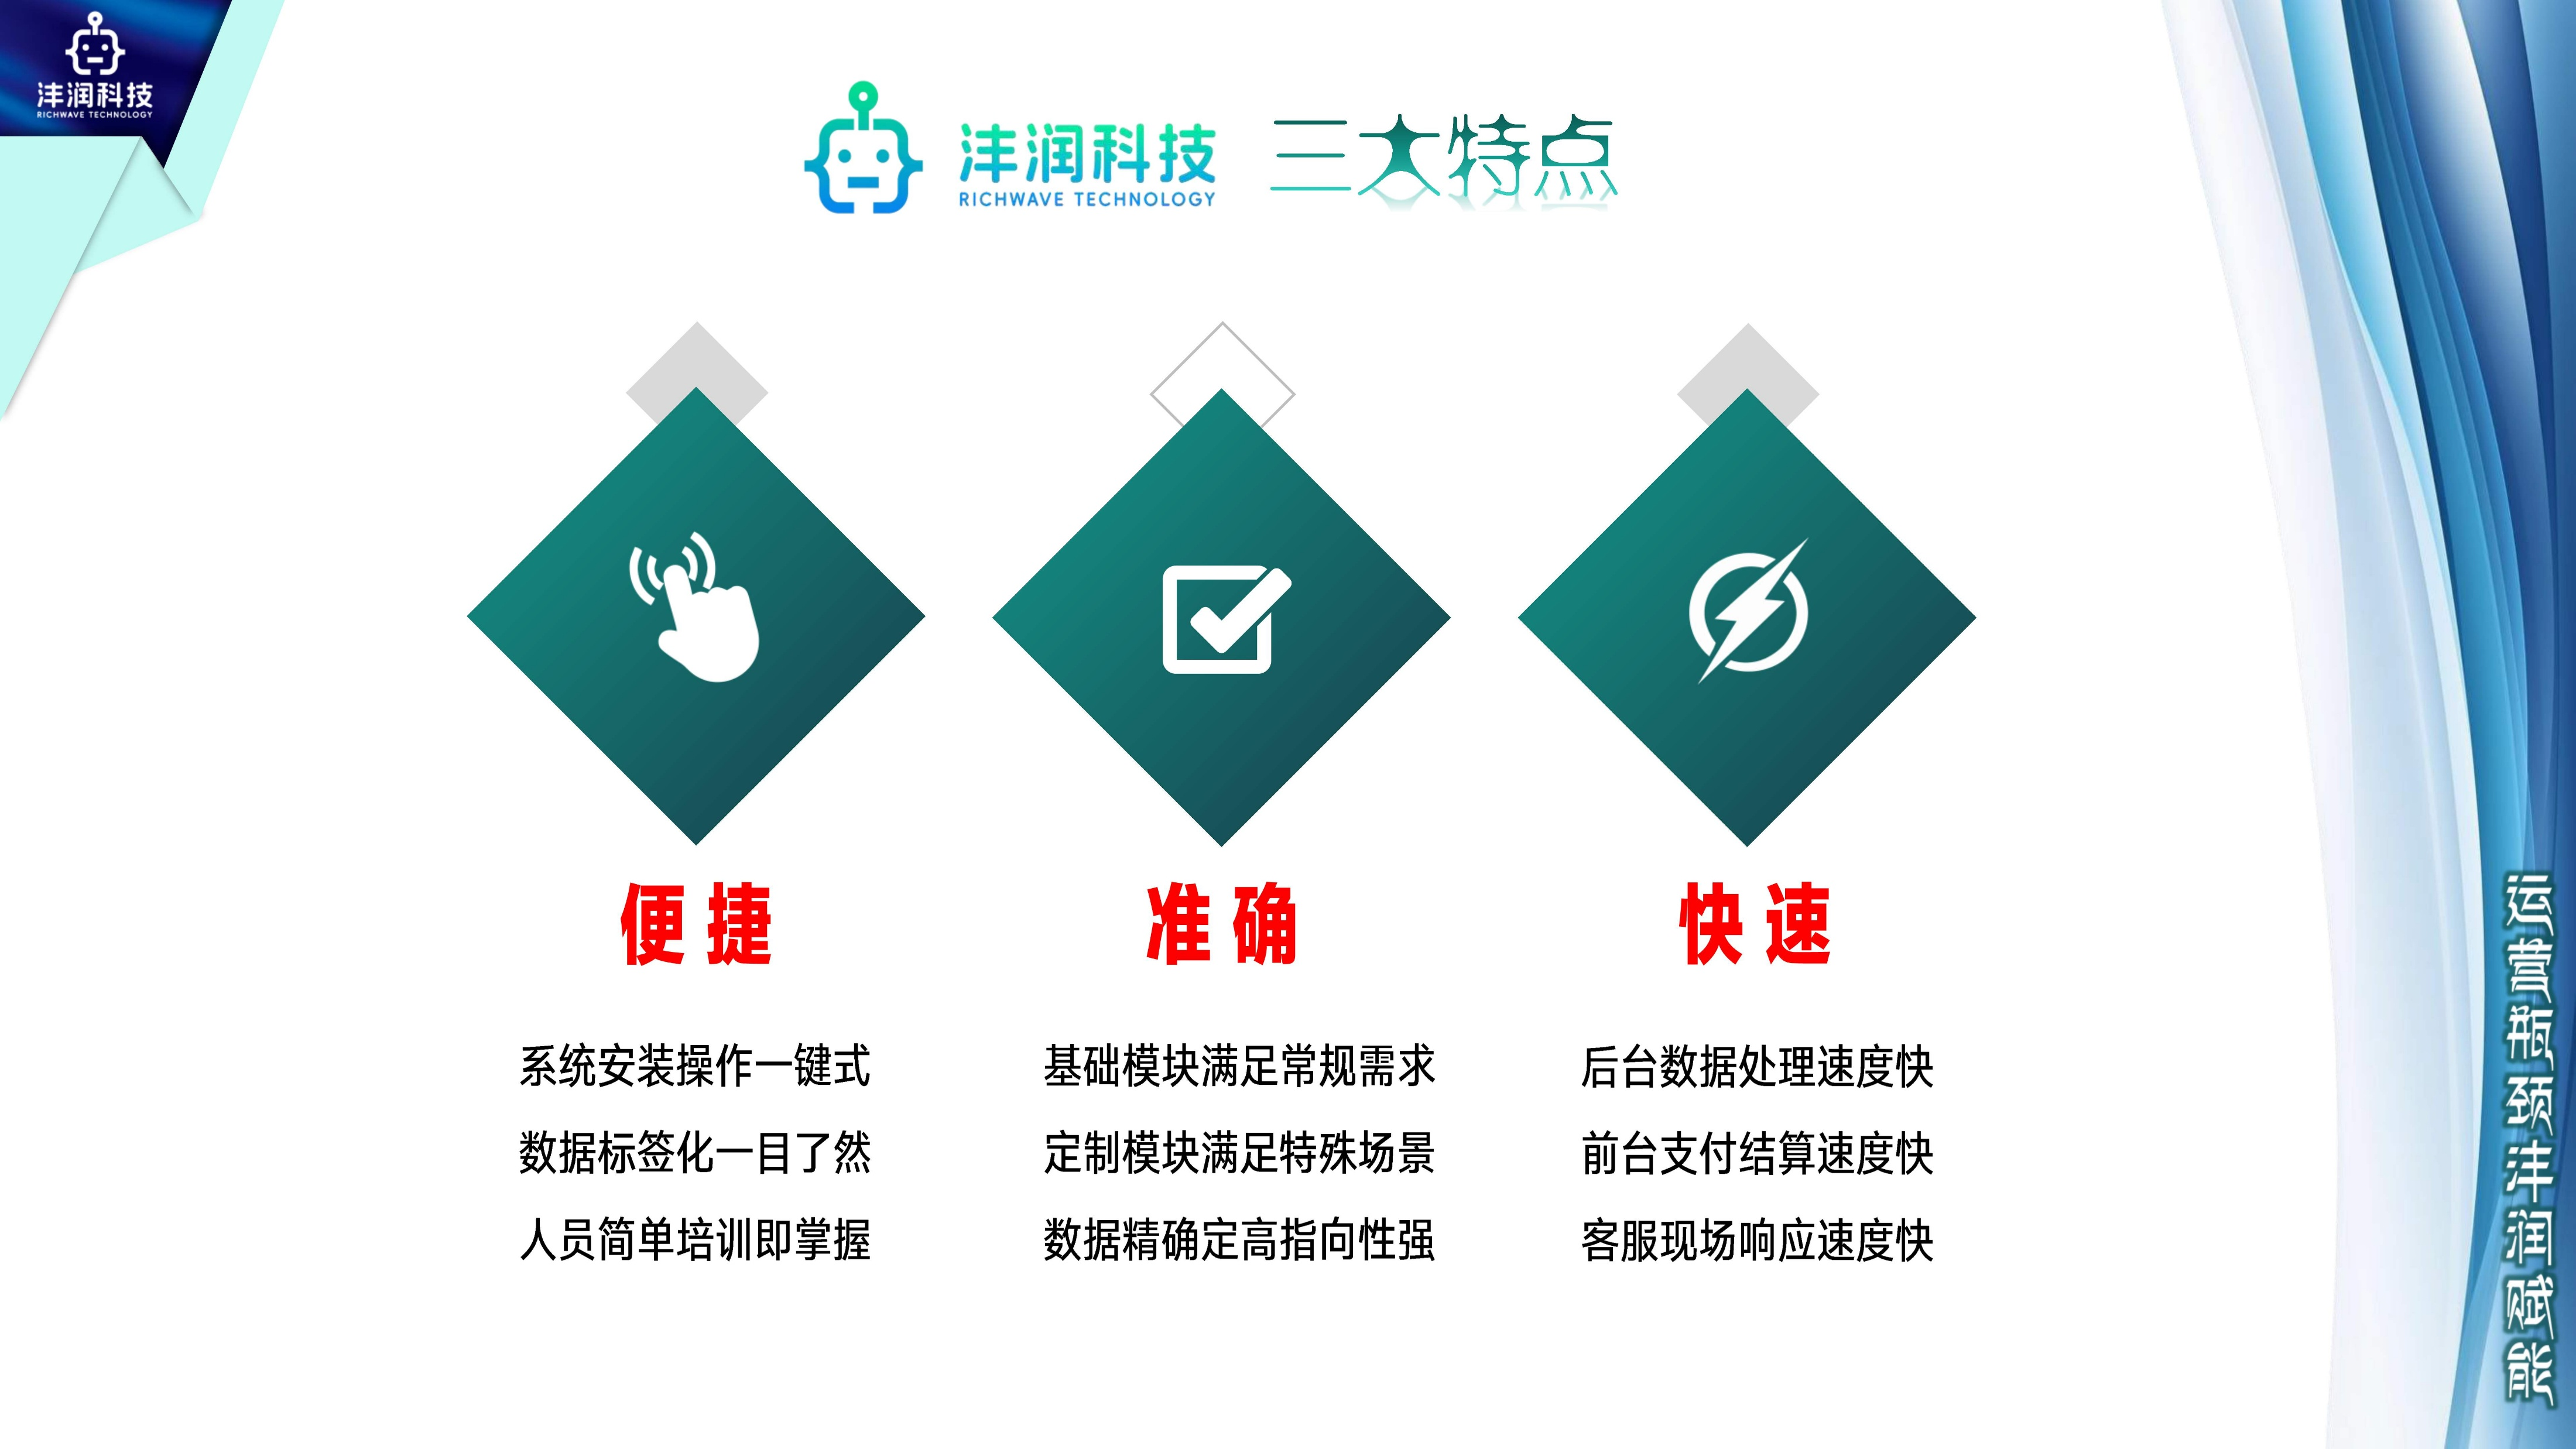 沣润科技
RICHWAVE TECHNOLOGY
沣润科技 三大特点
RICHWAVE TECHNOLOGY
便捷
系统安装操作一键式
数据标签化一目了然
人员简单培训即掌握
准确
基础模块满足常规需求
定制模块满足特殊场景
数据精确定高指向性强
快速
后台数据处理速度快
前台支付结算速度快
客服现场响应速度快
运营瓶颈沣润赋能